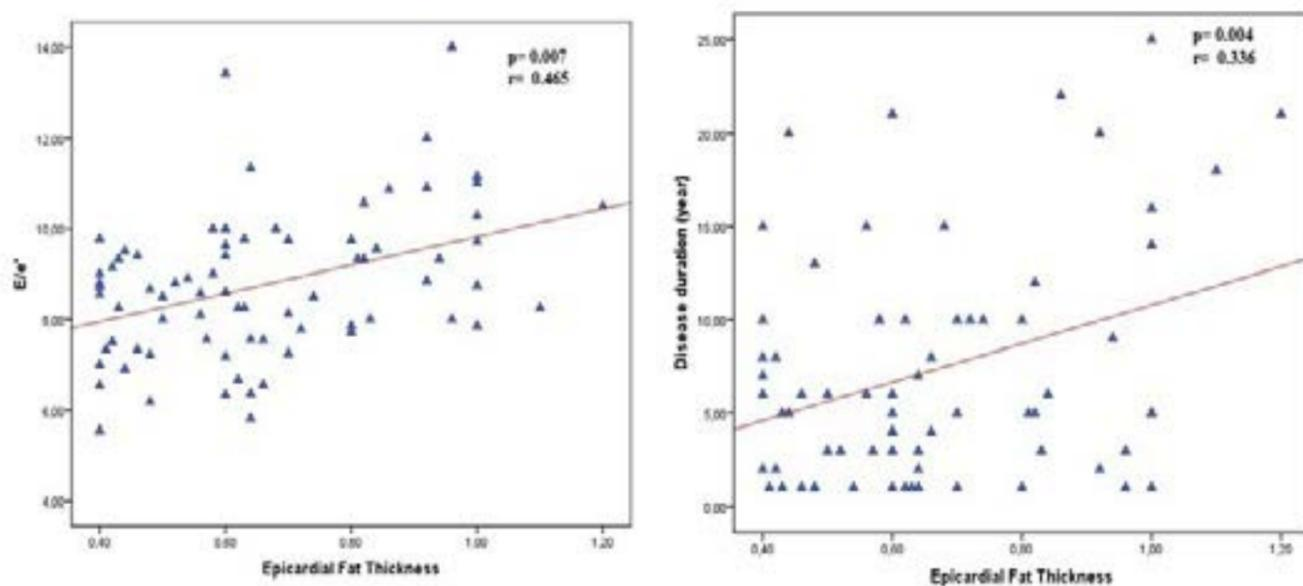 14,00
12,00
10,00
8,00
6,00
4,00
E/e'
p= 0.007
r= 0.465
0,40 0,60 0,80 1,00 1,20
Epicardial Fat Thickness
25,00
20,00
15,00
10,00
5,00
0,00
Disease duration (year)
p= 0.004
r= 0.336
0,40 0,60 0,80 1,00 1,20
Epicardial Fat Thickness